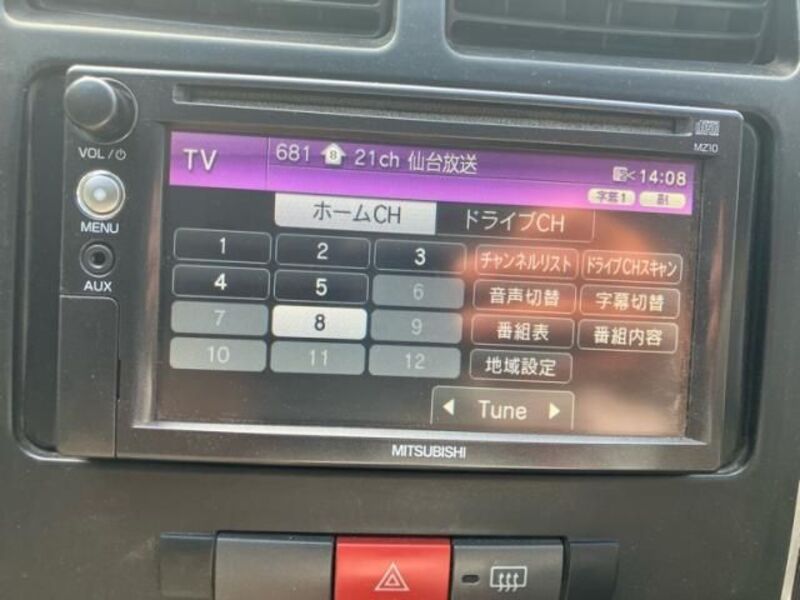 MZ10
VOL/
TV 681 8 21ch 仙台放送 14:08
字幕1 副
MENU
ホームCH ドライブCH
AUX
1 2 3 チャンネルリスト ドライブCHスキャン
4 5 6 音声切替 字幕切替
7 8 9 番組表 番組内容
10 11 12 地域設定
Tune
MITSUBISHI